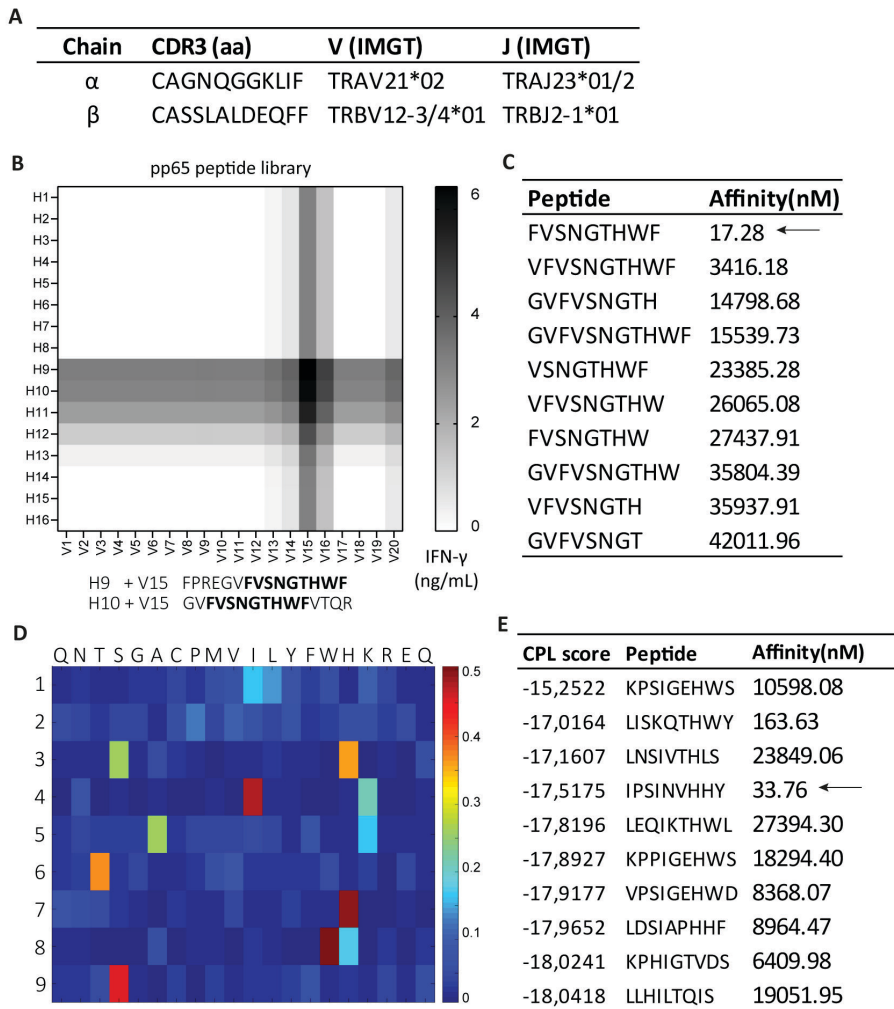 A
Chain CDR3 (aa) V (IMGT) J (IMGT)
α CAGNQGGKLIF TRAV21*02 TRAJ23*01/2
β CASSLALDEQFF TRBV12-3/4*01 TRBJ2-1*01
B
pp65 peptide library
H1
H2
H3
H4
H5
H6
H7
H8
H9
H10
H11
H12
H13
H14
H15
H16
V1 V2 V3 V4 V5 V6 V7 V8 V9 V10 V11 V12 V13 V14 V15 V16 V17 V18 V19 V20
6
4
2
0
IFN-γ
(ng/mL)
H9 + V15 FPREGVFVSNGTHWF
H10 + V15 GVFVSNGTHWFVTQR
C
Peptide Affinity(nM)
FVSNGTHWF 17.28
VFVSNGTHWF 3416.18
GVFVSNGTH 14798.68
GVFVSNGTHWF 15539.73
VSNGTHWF 23385.28
VFVSNGTHW 26065.08
FVSNGTHW 27437.91
GVFVSNGTHW 35804.39
VFVSNGTH 35937.91
GVFVSNGT 42011.96
D
Q N T S G A C P M V I L Y F W H K R E Q
1
2
3
4
5
6
7
8
9
0.5
0.4
0.3
0.2
0.1
0
E
CPL score Peptide Affinity(nM)
-15,2522 KPSIGEHWS 10598.08
-17,0164 LISKQTHWY 163.63
-17,1607 LNSIVTHLS 23849.06
-17,5175 IPSINVHHY 33.76
-17,8196 LEQIKTHWL 27394.30
-17,8927 KPPIGEHWS 18294.40
-17,9177 VPSIGEHWD 8368.07
-17,9652 LDSIAPHHF 8964.47
-18,0241 KPHIGTVDS 6409.98
-18,0418 LLHILTQIS 19051.95